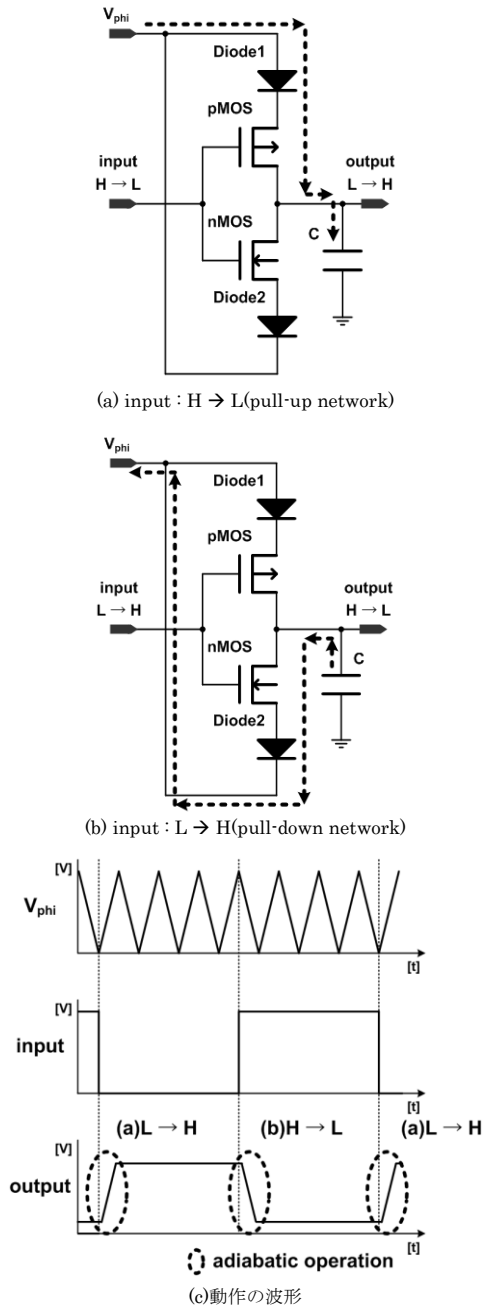 Vphi
Diode1
pMOS
input
H → L
output
L → H
nMOS
C
Diode2
(a) input : H → L(pull-up network)
Vphi
Diode1
pMOS
input
L → H
output
H → L
nMOS
C
Diode2
(b) input : L → H(pull-down network)
[V]
Vphi
[t]
[V]
input
[t]
(a)L → H (b)H → L (a)L → H
[V]
output
[t]
adiabatic operation
(c)動作の波形